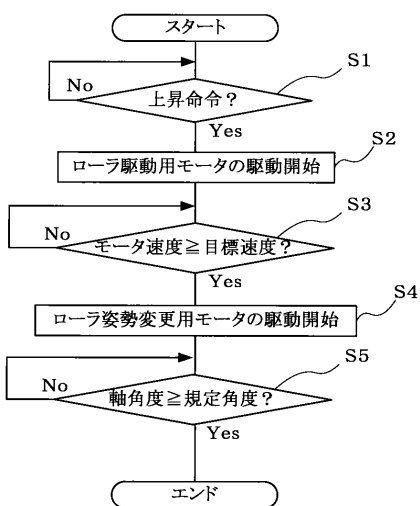 スタート
S1
No
上昇命令?
Yes
S2
ローラ駆動用モータの駆動開始
S3
No
モータ速度≧目標速度?
Yes
S4
ローラ姿勢変更用モータの駆動開始
S5
No
軸角度≧規定角度?
Yes
エンド